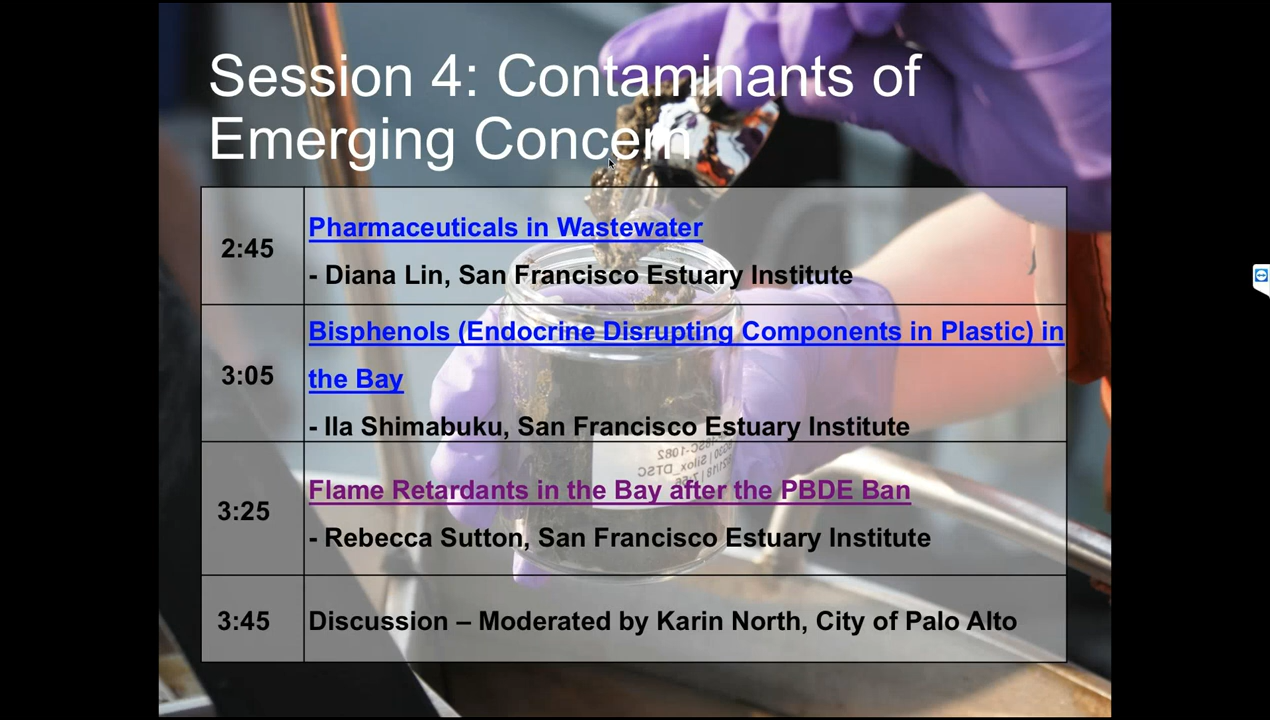 Session 4: Contaminants of
Emerging Concern
2:45
Pharmaceuticals in Wastewater
- Diana Lin, San Francisco Estuary Institute
3:05
Bisphenols (Endocrine Disrupting Components in Plastic) in
the Bay
- Ila Shimabuku, San Francisco Estuary Institute
3:25
Flame Retardants in the Bay after the PBDE Ban
- Rebecca Sutton, San Francisco Estuary Institute
3:45
Discussion – Moderated by Karin North, City of Palo Alto